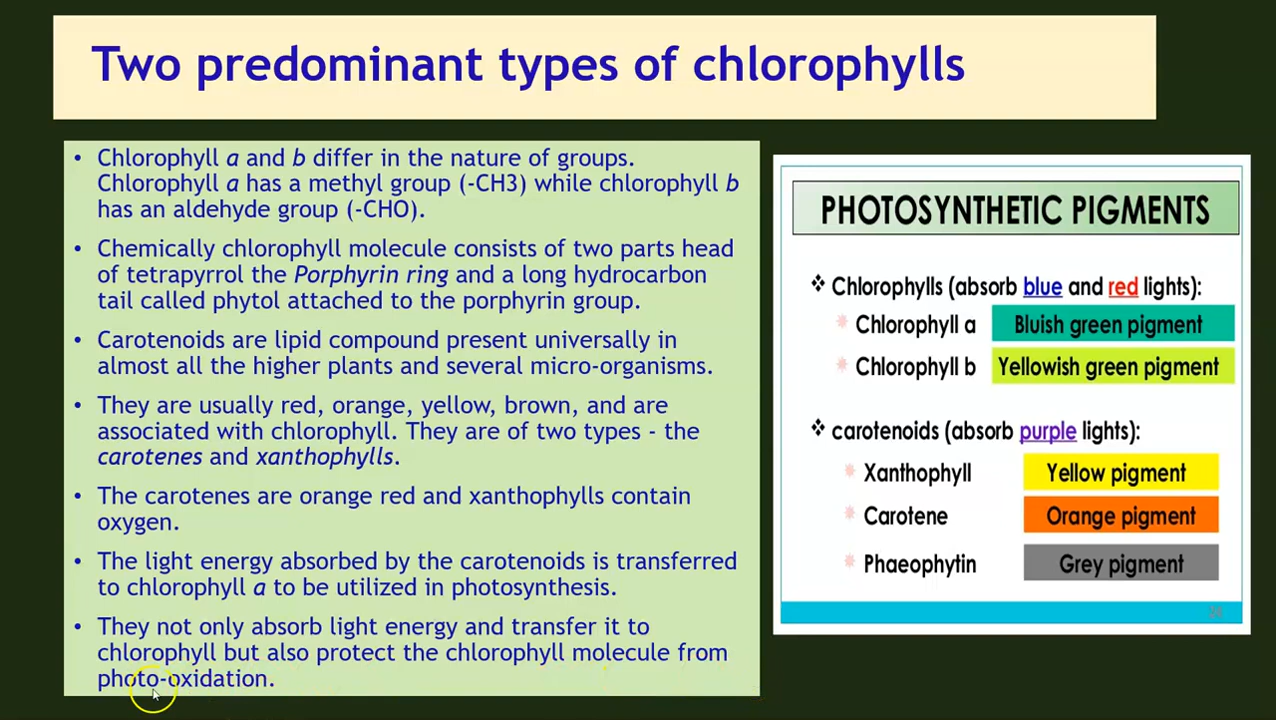 Two predominant types of chlorophylls
• Chlorophyll a and b differ in the nature of groups.
Chlorophyll a has a methyl group (-CH3) while chlorophyll b
has an aldehyde group (-CHO).
• Chemically chlorophyll molecule consists of two parts head
of tetrapyrrol the Porphyrin ring and a long hydrocarbon
tail called phytol attached to the porphyrin group.
• Carotenoids are lipid compound present universally in
almost all the higher plants and several micro-organisms.
• They are usually red, orange, yellow, brown, and are
associated with chlorophyll. They are of two types - the
carotenes and xanthophylls.
• The carotenes are orange red and xanthophylls contain
oxygen.
• The light energy absorbed by the carotenoids is transferred
to chlorophyll a to be utilized in photosynthesis.
• They not only absorb light energy and transfer it to
chlorophyll but also protect the chlorophyll molecule from
photo-oxidation.
PHOTOSYNTHETIC PIGMENTS
Chlorophylls (absorb blue and red lights):
Chlorophyll a Bluish green pigment
Chlorophyll b Yellowish green pigment
carotenoids (absorb purple lights):
Xanthophyll Yellow pigment
Carotene Orange pigment
Phaeophytin Grey pigment